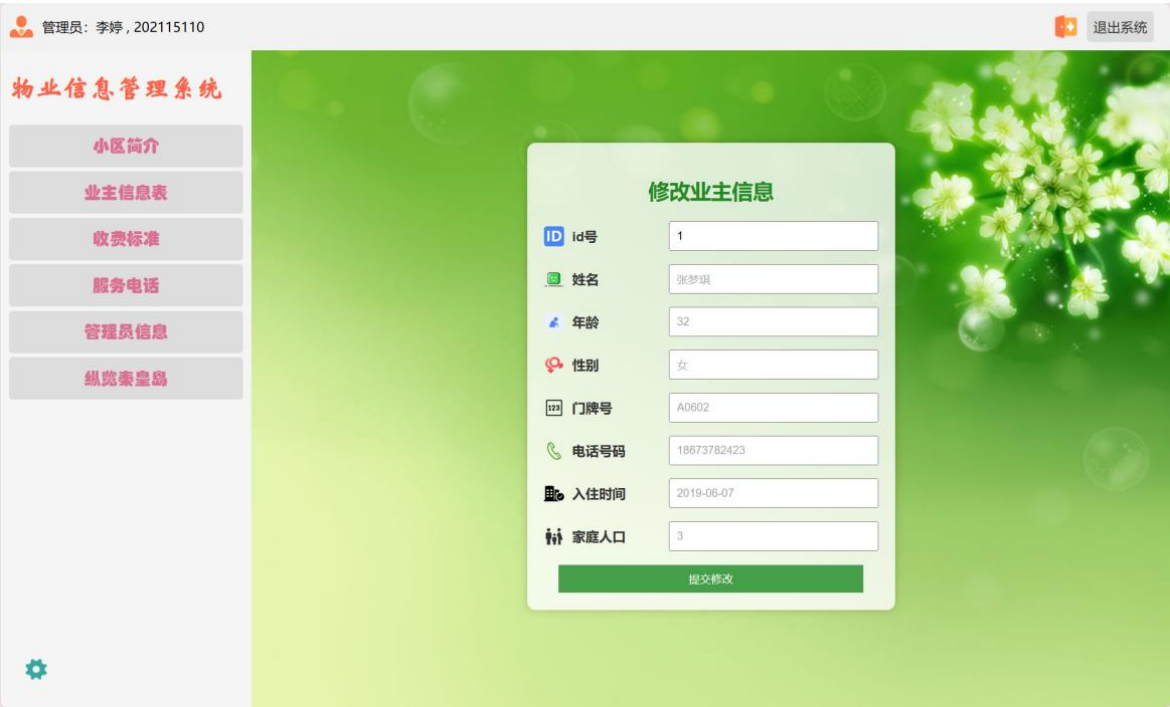 管理员：李婷 , 202115110
退出系统
物业信息管理系统
小区简介
业主信息表
收费标准
服务电话
管理员信息
纵览秦皇岛
修改业主信息
ID id号 1
姓名 张梦琪
年龄 32
性别 女
123 门牌号 A0602
电话号码 18673782423
入住时间 2019-06-07
家庭人口 3
提交修改